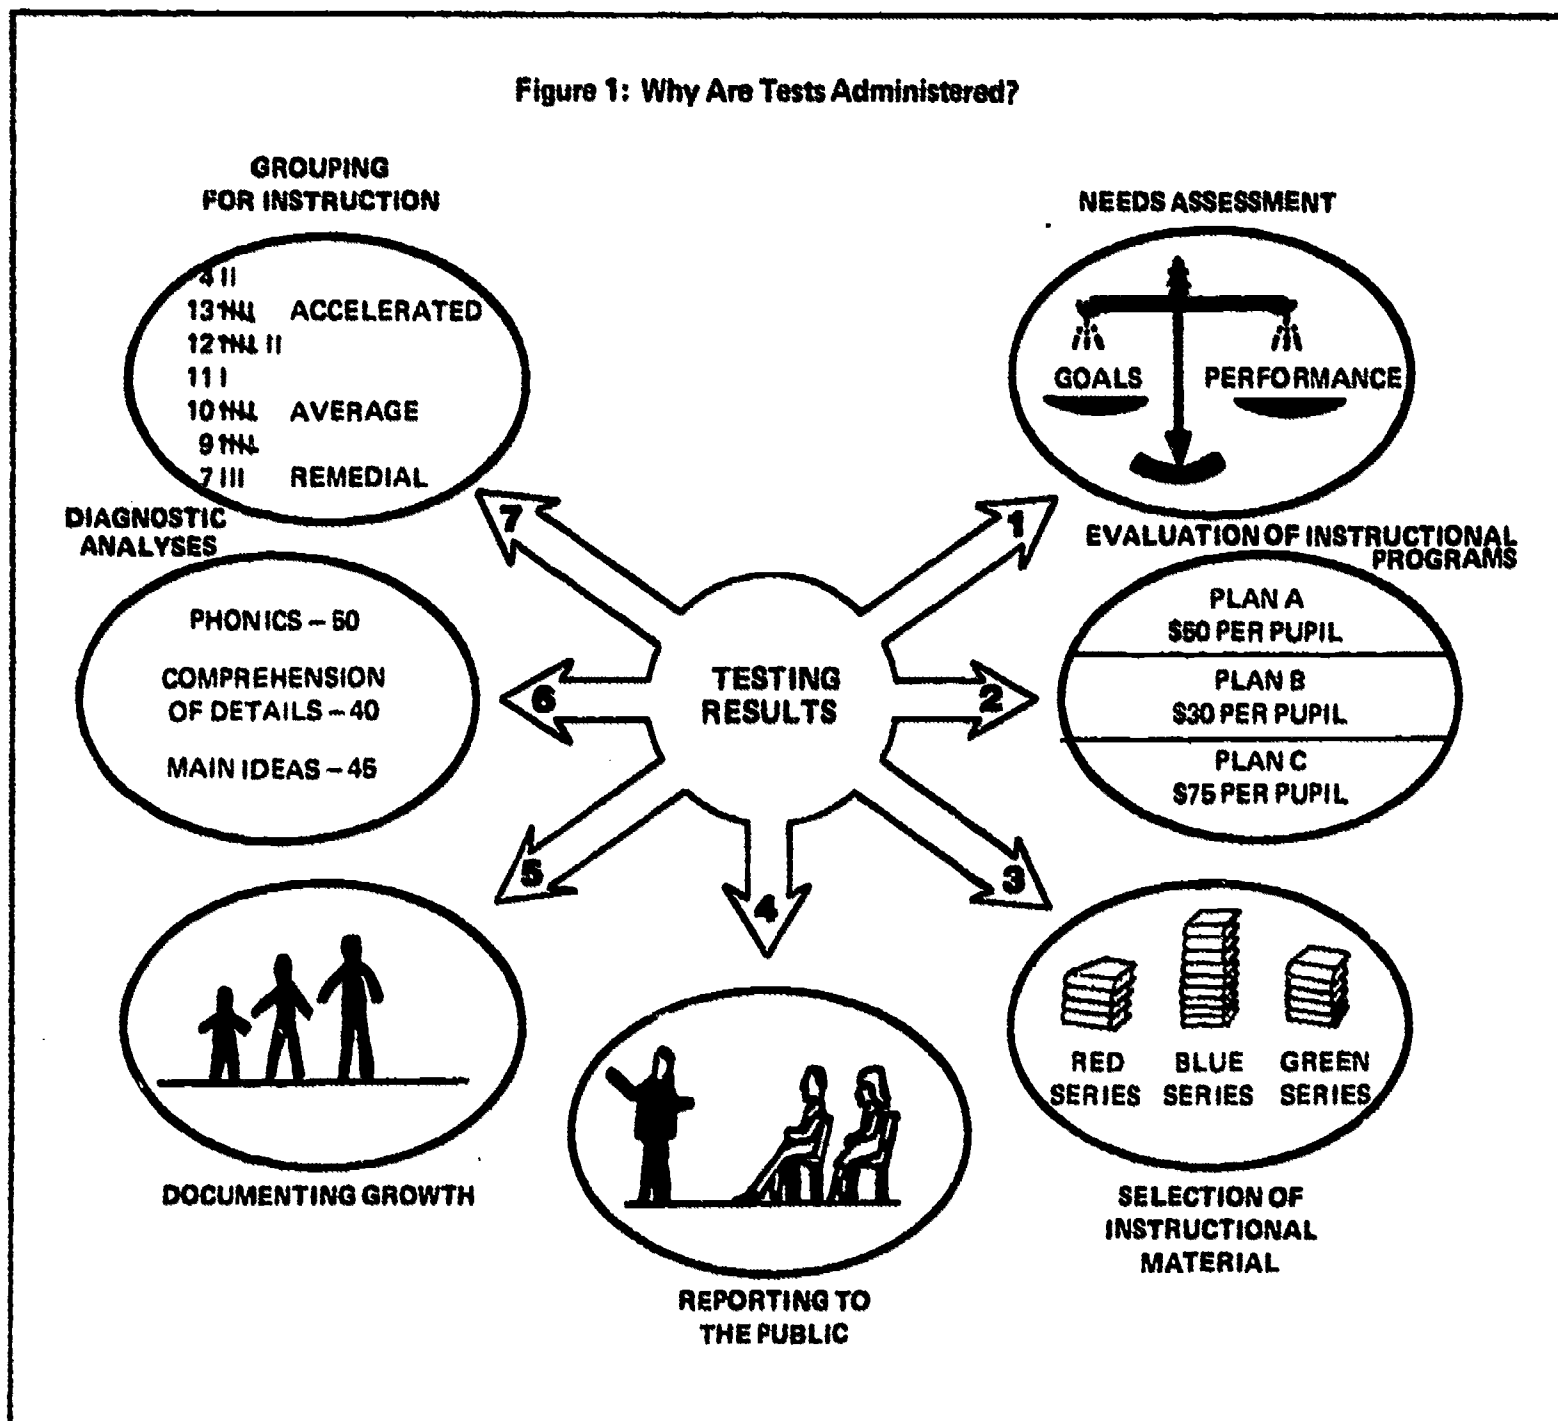 Figure 1: Why Are Tests Administered?
GROUPING
FOR INSTRUCTION
4 II
13 ACCELERATED
12 II
11 I
10 AVERAGE
9
7 III REMEDIAL
NEEDS ASSESSMENT
GOALS PERFORMANCE
DIAGNOSTIC
ANALYSES
PHONICS –
COMPREHENSION
OF DETAILS – 40
MAIN IDEAS –
EVALUATION OF INSTRUCTIONAL
PROGRAMS
PLAN A
PER PUPIL
PLAN B
$30 PER PUPIL
PLAN C
$75 PER PUPIL
TESTING
RESULTS
1
2
3
4
5
6
7
DOCUMENTING GROWTH
REPORTING TO
THE PUBLIC
RED BLUE GREEN
SERIES SERIES SERIES
SELECTION OF
INSTRUCTIONAL
MATERIAL